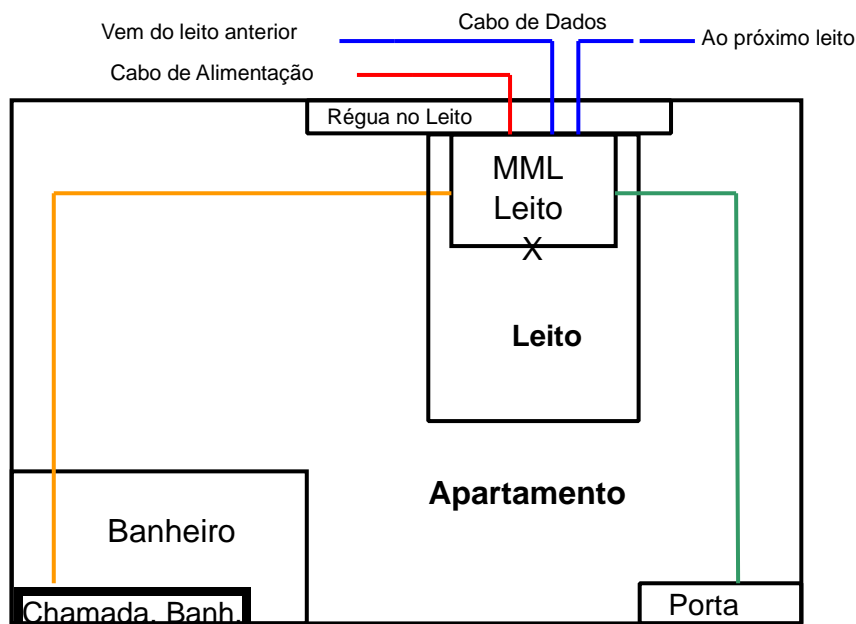 Cabo de Dados
Vem do leito anterior
Ao próximo leito
Cabo de Alimentação
Régua no Leito
MML
Leito
X
Leito
Apartamento
Banheiro
Chamada. Banh.
Porta